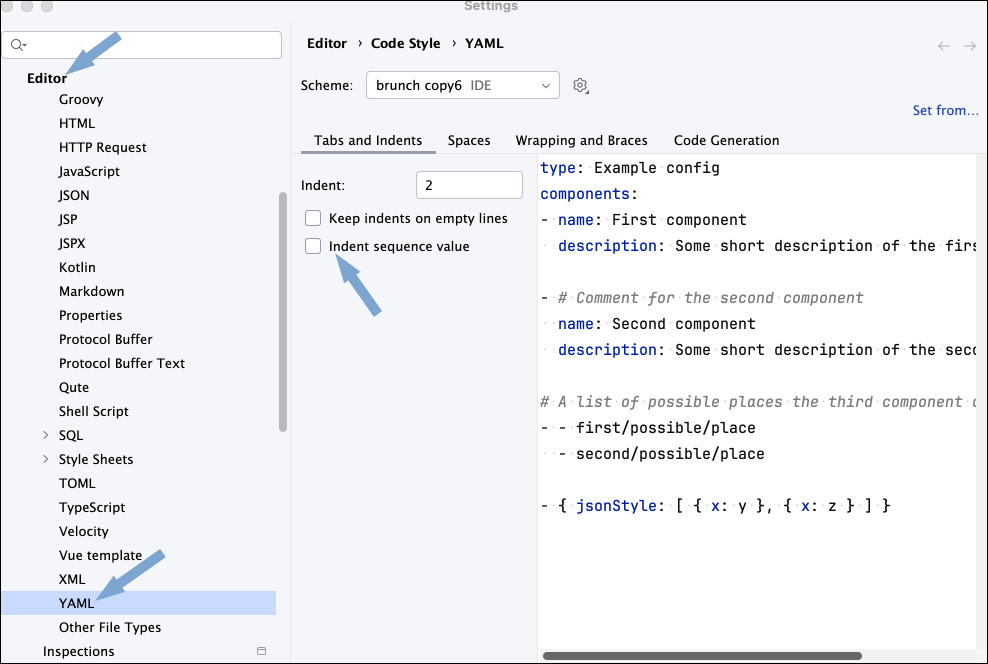 Settings
Editor
Groovy
HTML
HTTP Request
JavaScript
JSON
JSP
JSPX
Kotlin
Markdown
Properties
Protocol Buffer
Protocol Buffer Text
Qute
Shell Script
SQL
Style Sheets
TOML
TypeScript
Velocity
Vue template
XML
YAML
Other File Types
Inspections
Editor › Code Style › YAML
Scheme: brunch copy6 IDE
Set from...
Tabs and Indents Spaces Wrapping and Braces Code Generation
Indent: 2
Keep indents on empty lines
Indent sequence value
type: Example config
components:
- name: First component
description: Some short description of the firs
- # Comment for the second component
name: Second component
description: Some short description of the seco
# A list of possible places the third component c
- - first/possible/place
- second/possible/place
- { jsonStyle: [ { x: y }, { x: z } ] }